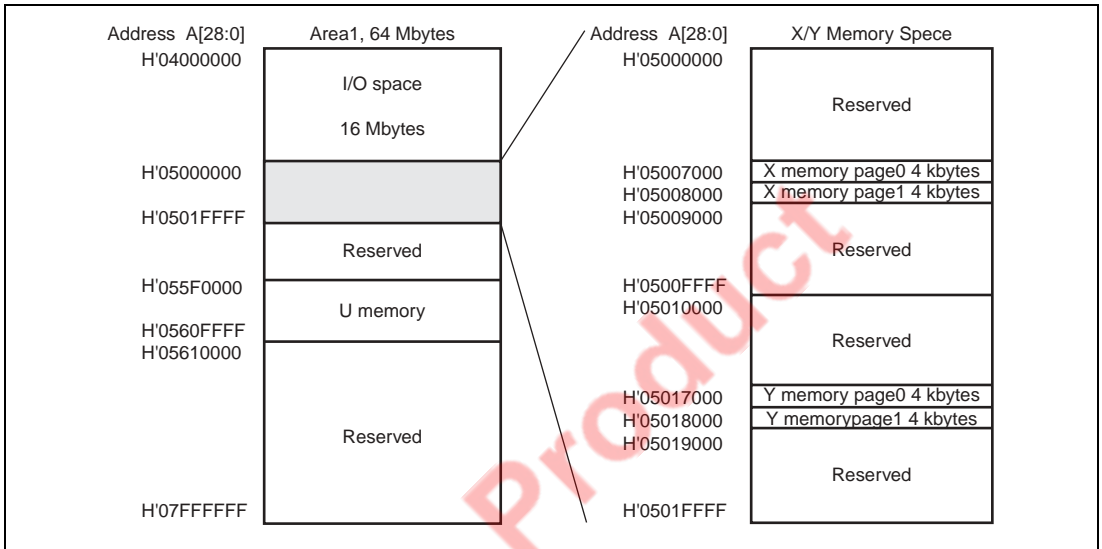 Address A[28:0]
Area1, 64 Mbytes
H'04000000
I/O space
16 Mbytes
H'05000000
H'0501FFFF
Reserved
H'055F0000
U memory
H'0560FFFF
H'05610000
Reserved
H'07FFFFFF
Address A[28:0]
X/Y Memory Spece
H'05000000
Reserved
H'05007000
X memory page0 4 kbytes
H'05008000
X memory page1 4 kbytes
H'05009000
Reserved
H'0500FFFF
H'05010000
Reserved
H'05017000
Y memory page0 4 kbytes
H'05018000
Y memorypage1 4 kbytes
H'05019000
Reserved
H'0501FFFF
Product